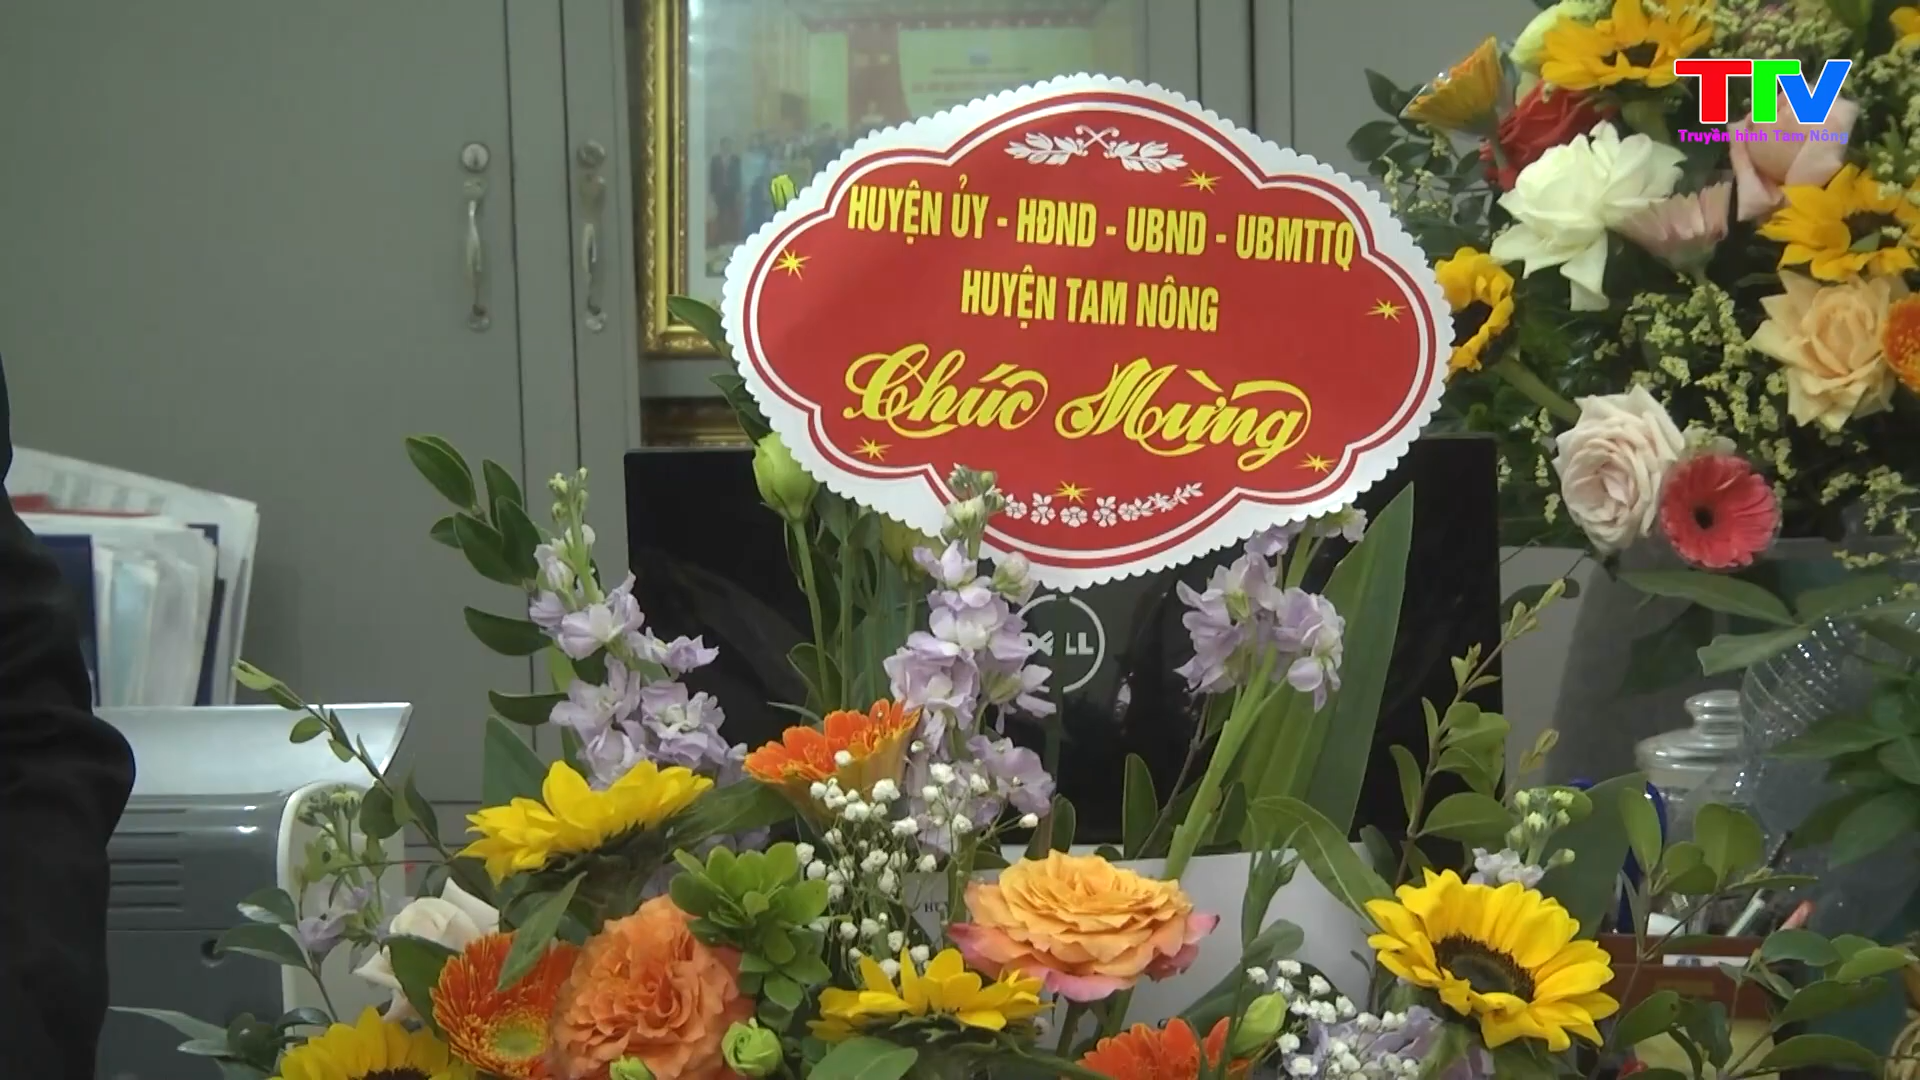 TTV
Truyền hình Tam Nông
HUYỆN ỦY - HĐND - UBND - UBMTTQ
HUYỆN TAM NÔNG
Chúc Mừng
DELL